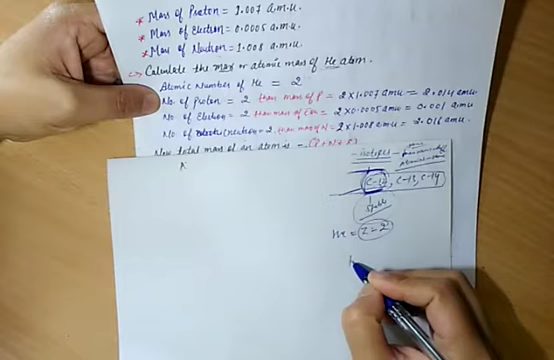 * Mass of Proton = 1.007 a.m.u.
* Mass of Electron = 0.0005 a.m.u.
* Mass of Neutron = 1.008 a.m.u.
Calculate the mass or atomic mass of He atom.
Atomic Number of He = 2
No. of Proton = 2 mass of P = 2 × 1.007 amu = 2.014 amu
No. of Electron = 2 mass of = 2 × 0.0005 amu = 0.001 amu
No. of neutron = 2 mass of = 2 × 1.008 amu = 2.016 amu
Now total mass of an atom is -
- Isotopes -
C-12, C-13, C-14
Stable
He = Z = 2